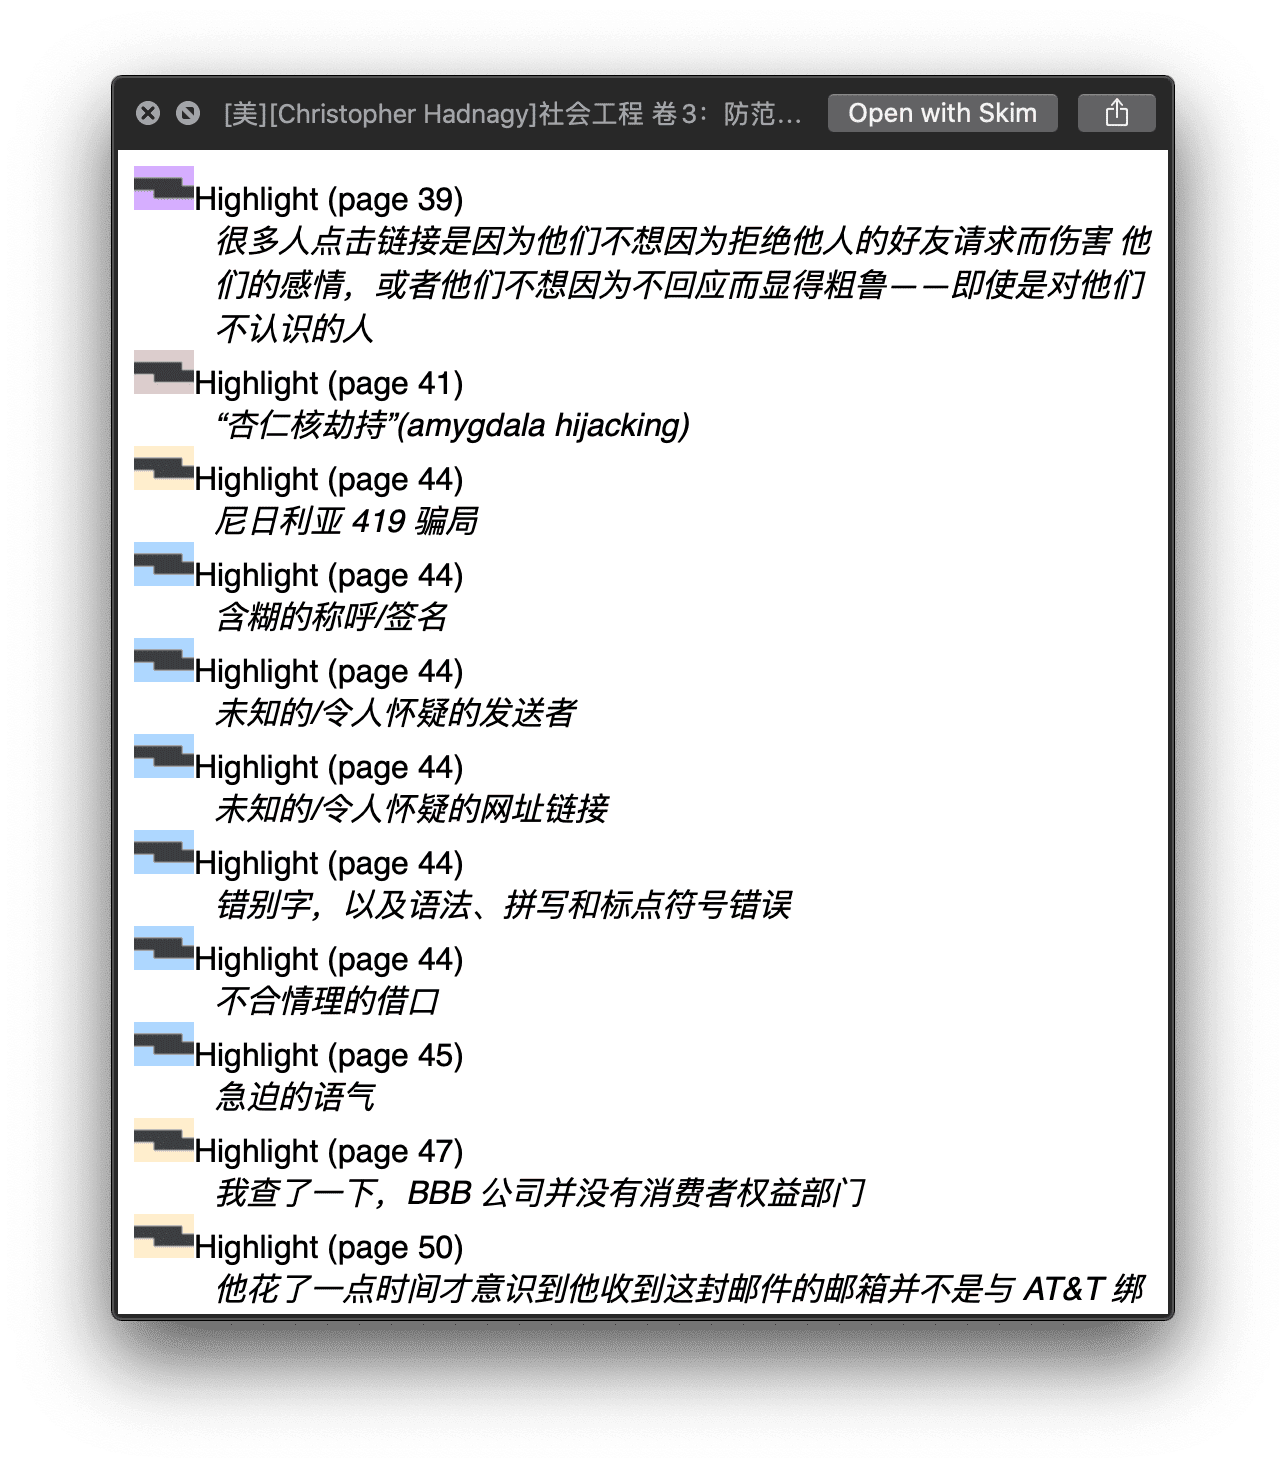 [美][Christopher Hadnagy]社会工程 卷3：防范...
Open with Skim
Highlight (page 39)
很多人点击链接是因为他们不想因为拒绝他人的好友请求而伤害 他
们的感情，或者他们不想因为不回应而显得粗鲁——即使是对他们
不认识的人
Highlight (page 41)
“杏仁核劫持”(amygdala hijacking)
Highlight (page 44)
尼日利亚 419 骗局
Highlight (page 44)
含糊的称呼/签名
Highlight (page 44)
未知的/令人怀疑的发送者
Highlight (page 44)
未知的/令人怀疑的网址链接
Highlight (page 44)
错别字，以及语法、拼写和标点符号错误
Highlight (page 44)
不合情理的借口
Highlight (page 45)
急迫的语气
Highlight (page 47)
我查了一下，BBB 公司并没有消费者权益部门
Highlight (page 50)
他花了一点时间才意识到他收到这封邮件的邮箱并不是与 AT&T 绑